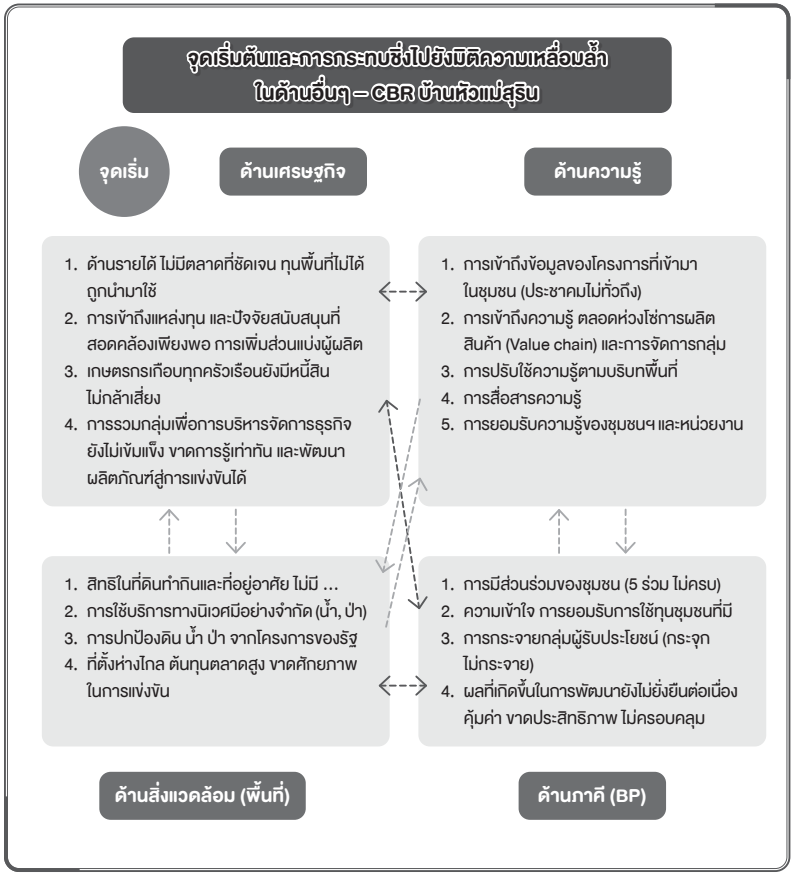 จุดเริ่มต้นและการกระทบชิ่งไปยังมิติความเหลื่อมล้ำ
ในด้านอื่นๆ – CBR บ้านหัวแม่สุริน
จุดเริ่ม
ด้านเศรษฐกิจ
ด้านความรู้
1. ด้านรายได้ ไม่มีตลาดที่ชัดเจน ทุนพื้นที่ไม่ได้
ถูกนำมาใช้
2. การเข้าถึงแหล่งทุน และปัจจัยสนับสนุนที่
สอดคล้องเพียงพอ การเพิ่มส่วนแบ่งผู้ผลิต
3. เกษตรกรเกือบทุกครัวเรือนยังมีหนี้สิน
ไม่กล้าเสี่ยง
4. การรวมกลุ่มเพื่อการบริหารจัดการธุรกิจ
ยังไม่เข้มแข็ง ขาดการรู้เท่าทัน และพัฒนา
ผลิตภัณฑ์สู่การแข่งขันได้
1. การเข้าถึงข้อมูลของโครงการที่เข้ามา
ในชุมชน (ประชาคมไม่ทั่วถึง)
2. การเข้าถึงความรู้ ตลอดห่วงโซ่การผลิต
สินค้า (Value chain) และการจัดการกลุ่ม
3. การปรับใช้ความรู้ตามบริบทพื้นที่
4. การสื่อสารความรู้
5. การยอมรับความรู้ของชุมชนฯ และหน่วยงาน
1. สิทธิในที่ดินทำกินและที่อยู่อาศัย ไม่มี ...
2. การใช้บริการทางนิเวศมีอย่างจำกัด (น้ำ, ป่า)
3. การปกป้องดิน น้ำ ป่า จากโครงการของรัฐ
4. ที่ตั้งห่างไกล ต้นทุนตลาดสูง ขาดศักยภาพ
ในการแข่งขัน
1. การมีส่วนร่วมของชุมชน (5 ร่วม ไม่ครบ)
2. ความเข้าใจ การยอมรับการใช้ทุนชุมชนที่มี
3. การกระจายกลุ่มผู้รับประโยชน์ (กระจุก
ไม่กระจาย)
4. ผลที่เกิดขึ้นในการพัฒนายังไม่ยั่งยืนต่อเนื่อง
คุ้มค่า ขาดประสิทธิภาพ ไม่ครอบคลุม
ด้านสิ่งแวดล้อม (พื้นที่)
ด้านภาคี (BP)